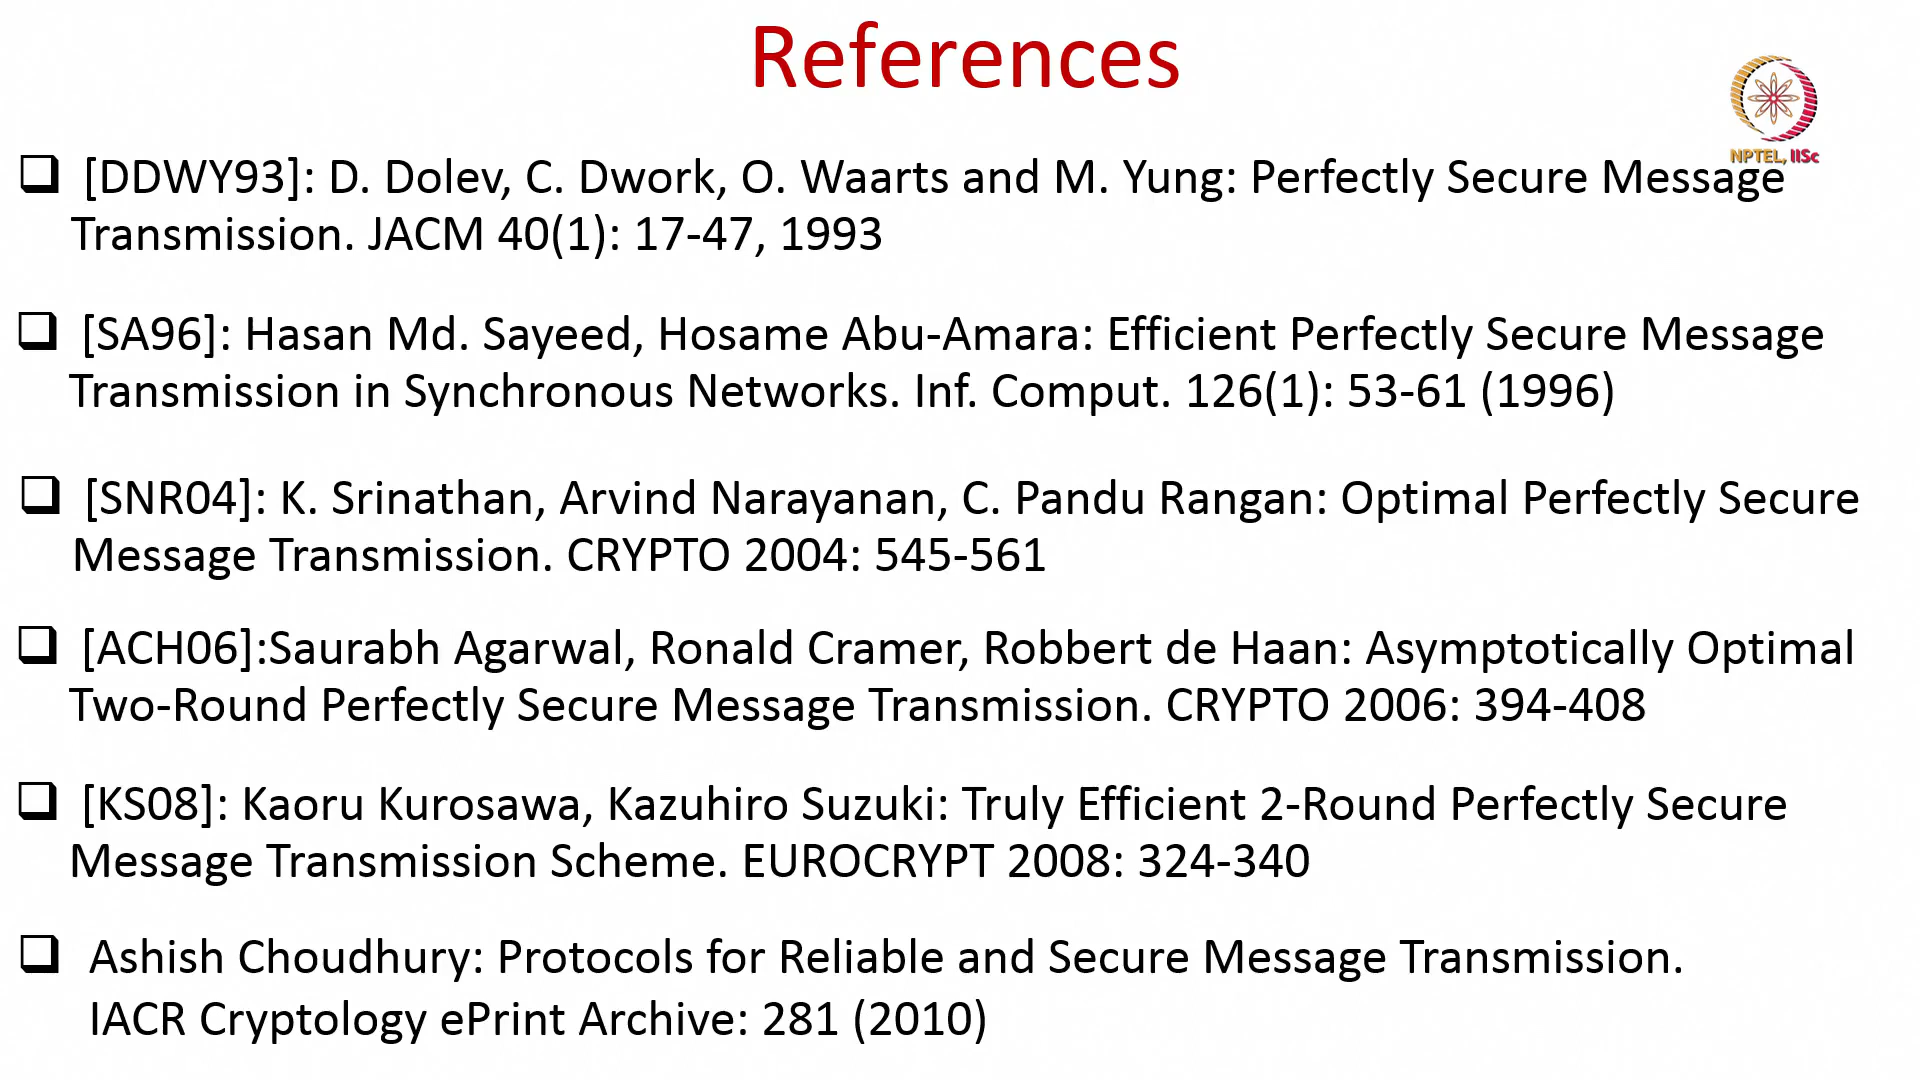 References
NPTEL, IISc
❑ [DDWY93]: D. Dolev, C. Dwork, O. Waarts and M. Yung: Perfectly Secure Message
Transmission. JACM 40(1): 17-47, 1993
❑ [SA96]: Hasan Md. Sayeed, Hosame Abu-Amara: Efficient Perfectly Secure Message
Transmission in Synchronous Networks. Inf. Comput. 126(1): 53-61 (1996)
❑ [SNR04]: K. Srinathan, Arvind Narayanan, C. Pandu Rangan: Optimal Perfectly Secure
Message Transmission. CRYPTO 2004: 545-561
❑ [ACH06]:Saurabh Agarwal, Ronald Cramer, Robbert de Haan: Asymptotically Optimal
Two-Round Perfectly Secure Message Transmission. CRYPTO 2006: 394-408
❑ [KS08]: Kaoru Kurosawa, Kazuhiro Suzuki: Truly Efficient 2-Round Perfectly Secure
Message Transmission Scheme. EUROCRYPT 2008: 324-340
❑ Ashish Choudhury: Protocols for Reliable and Secure Message Transmission.
IACR Cryptology ePrint Archive: 281 (2010)